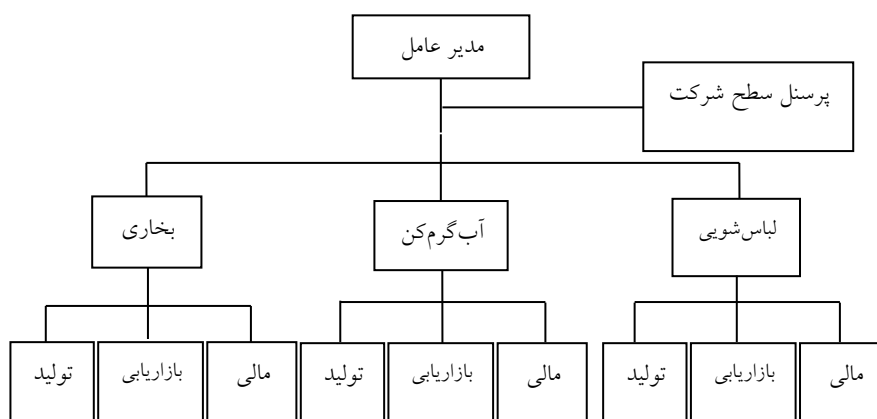 مدیر عامل
پرسنل سطح شرکت
لباس‌شویی
آب‌گرم‌کن
بخاری
مالی
بازاریابی
تولید
مالی
بازاریابی
تولید
مالی
بازاریابی
تولید